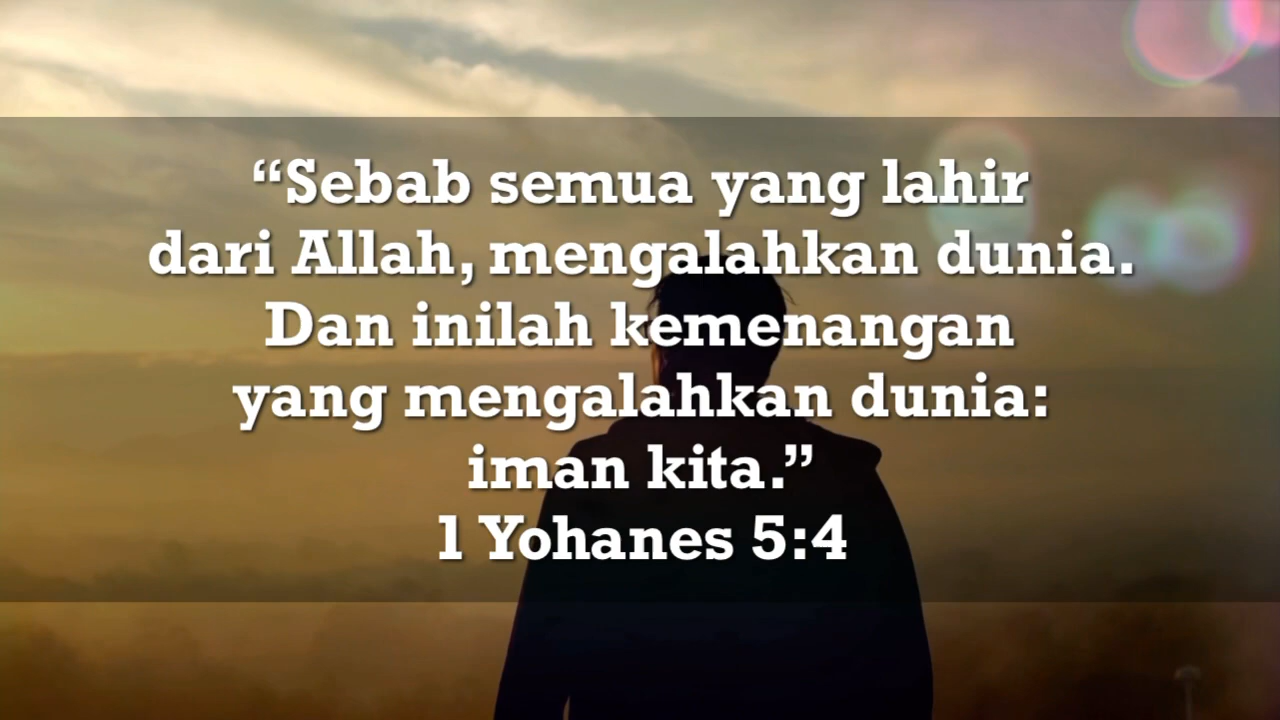 “Sebab semua yang lahir
dari Allah, mengalahkan dunia.
Dan inilah kemenangan
yang mengalahkan dunia:
iman kita.”
1 Yohanes 5:4